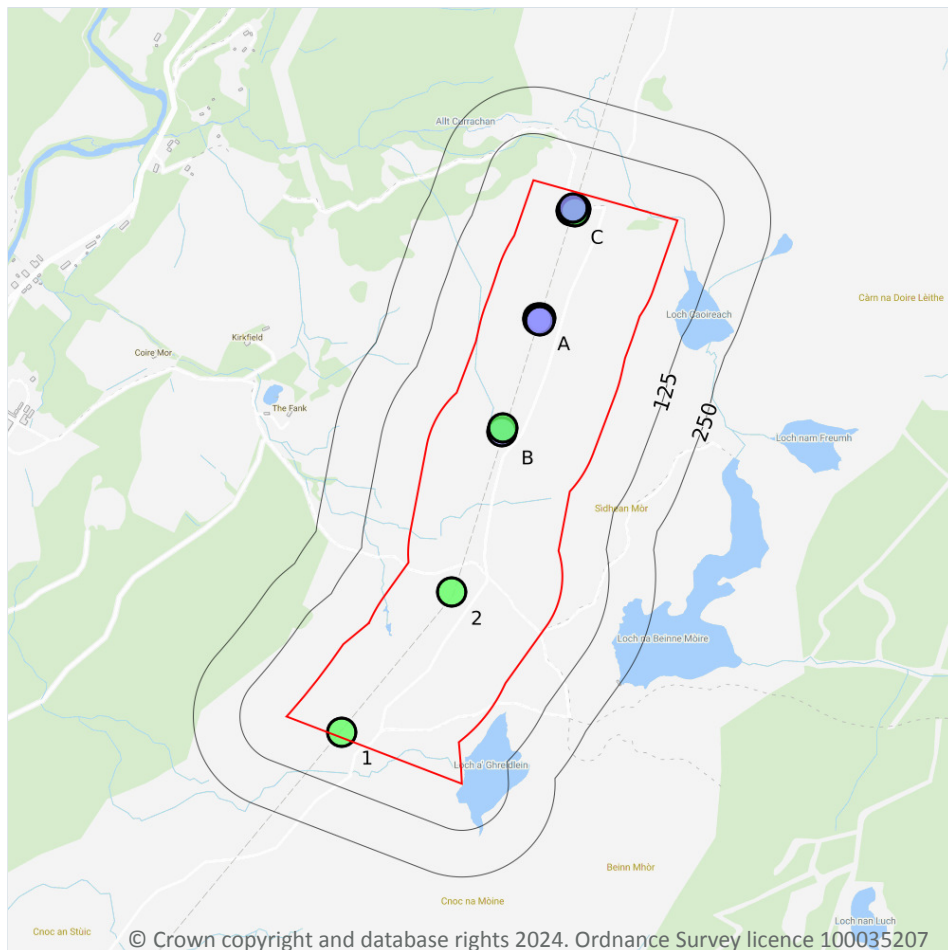 Allt Currachan
C
Càrn na Doire Lèithe
Loch Caoireach
Kirkfield
A
Coire Mor
125
The Fank
250
Loch nam Freumh
B
Sidhean Mòr
2
Loch na Beinne Mòire
1
Loch a' Ghreidlein
Beinn Mhòr
Cnoc na Mòine
Loch nan Luch
Cnoc an Stùic
© Crown copyright and database rights 2024. Ordnance Survey licence 100035207